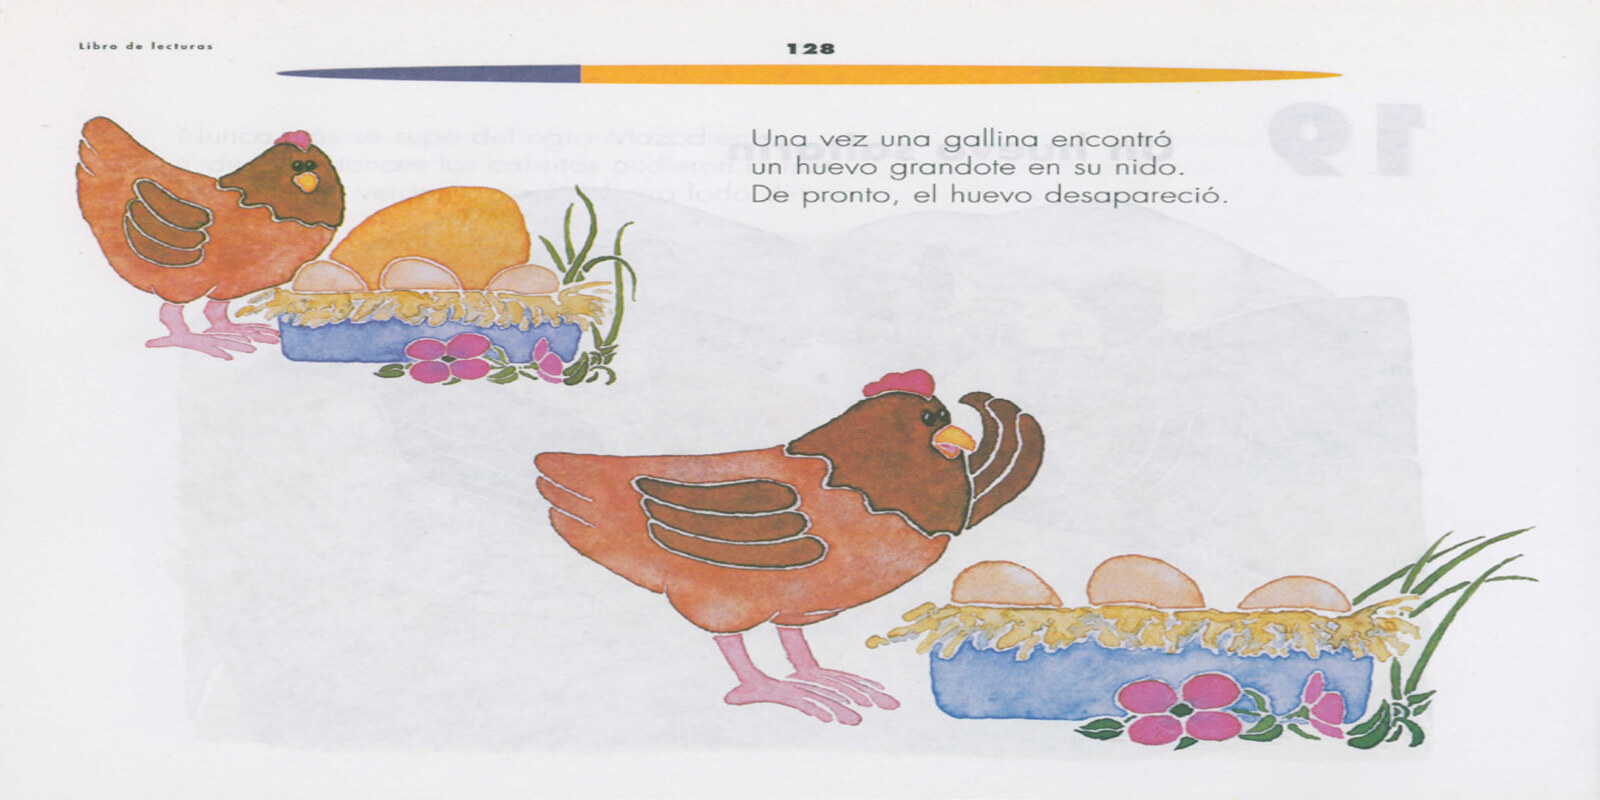 Libro de lecturas
128
Una vez una gallina encontró
un huevo grandote en su nido.
De pronto, el huevo desapareció.